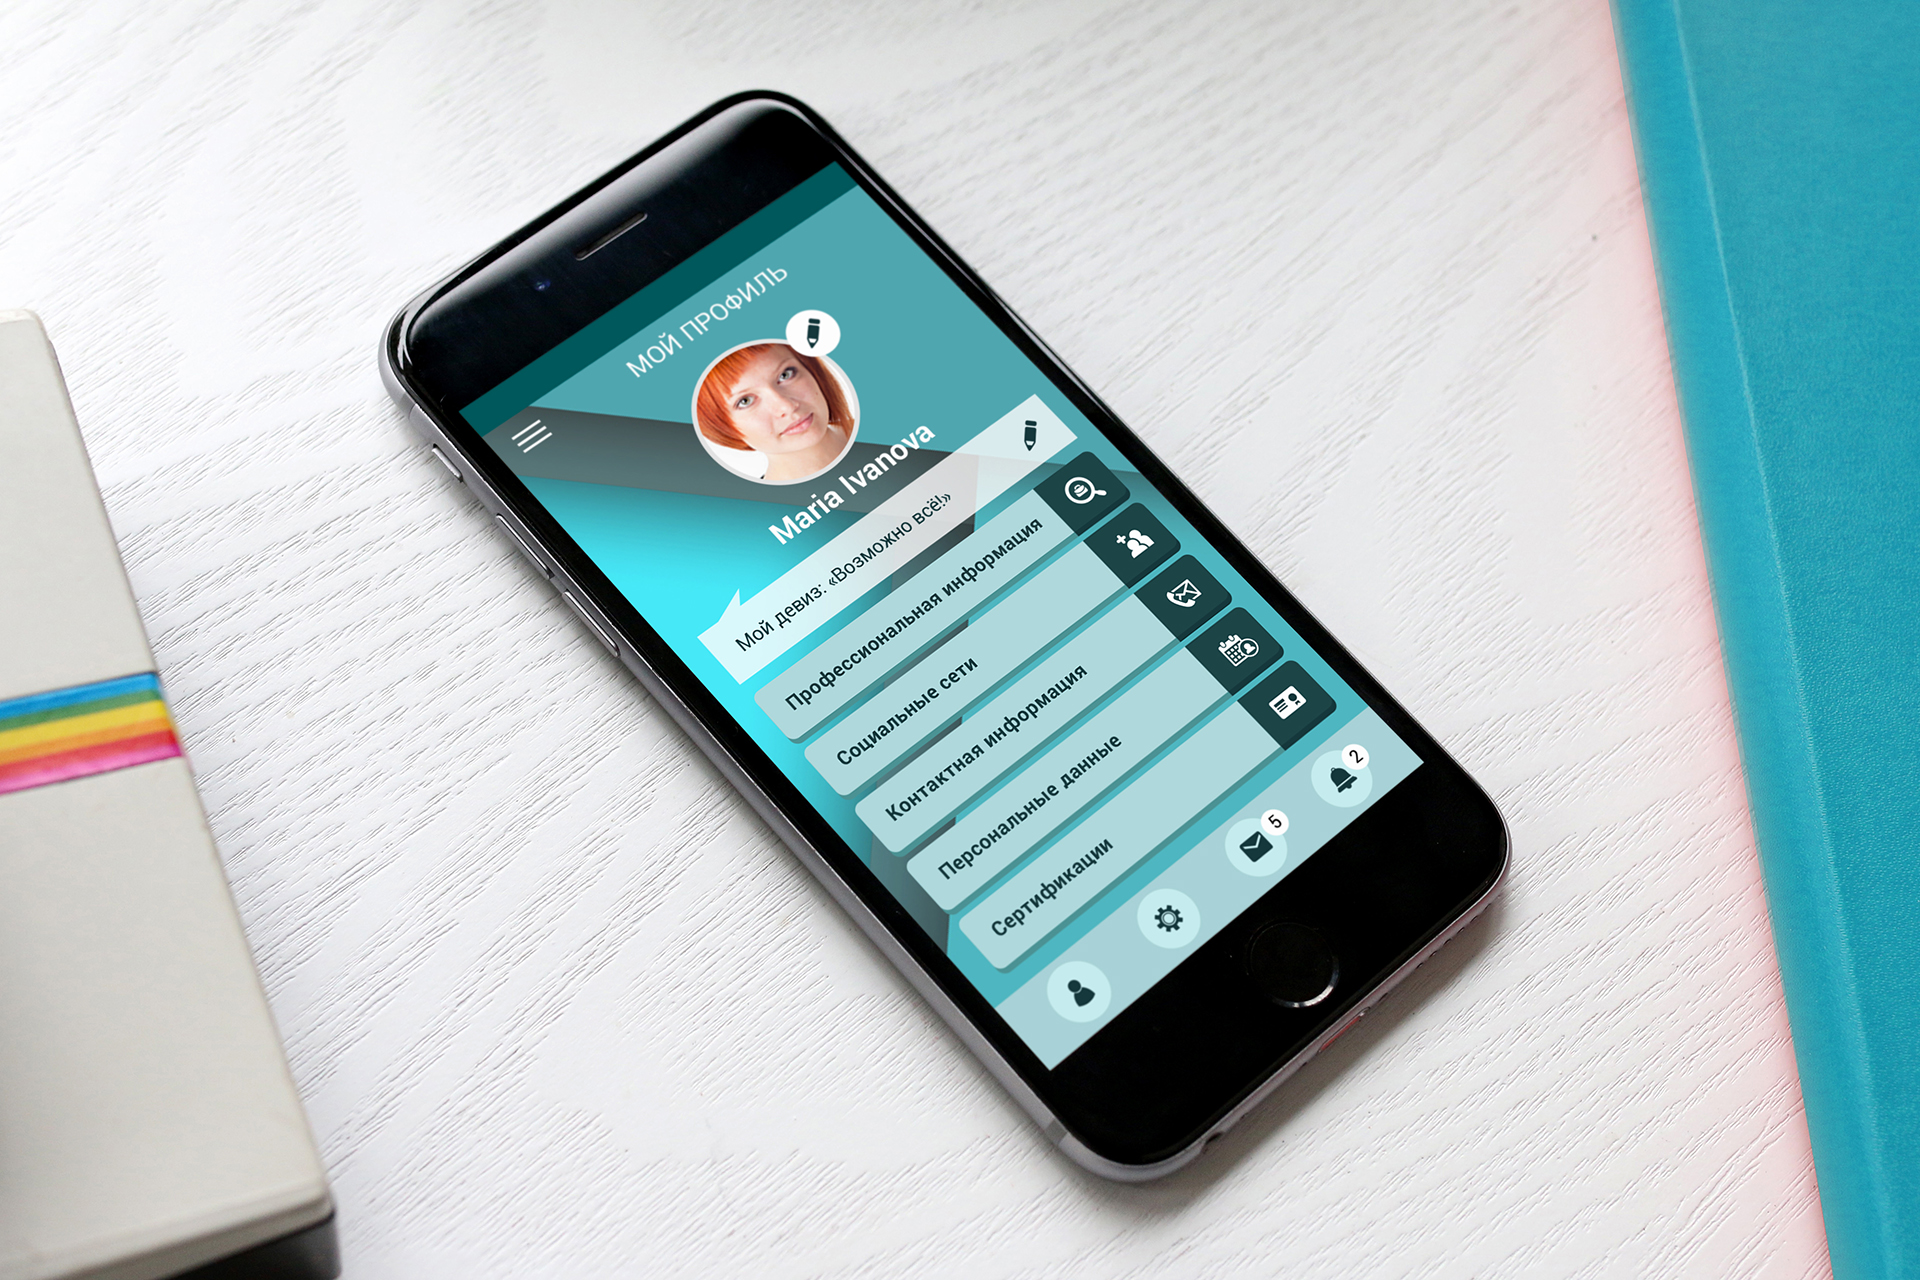 МОЙ ПРОФИЛЬ
Maria Ivanova
Мой девиз: «Возможно всё!»
Профессиональная информация
Социальные сети
Контактная информация
Персональные данные
Сертификации
5
2